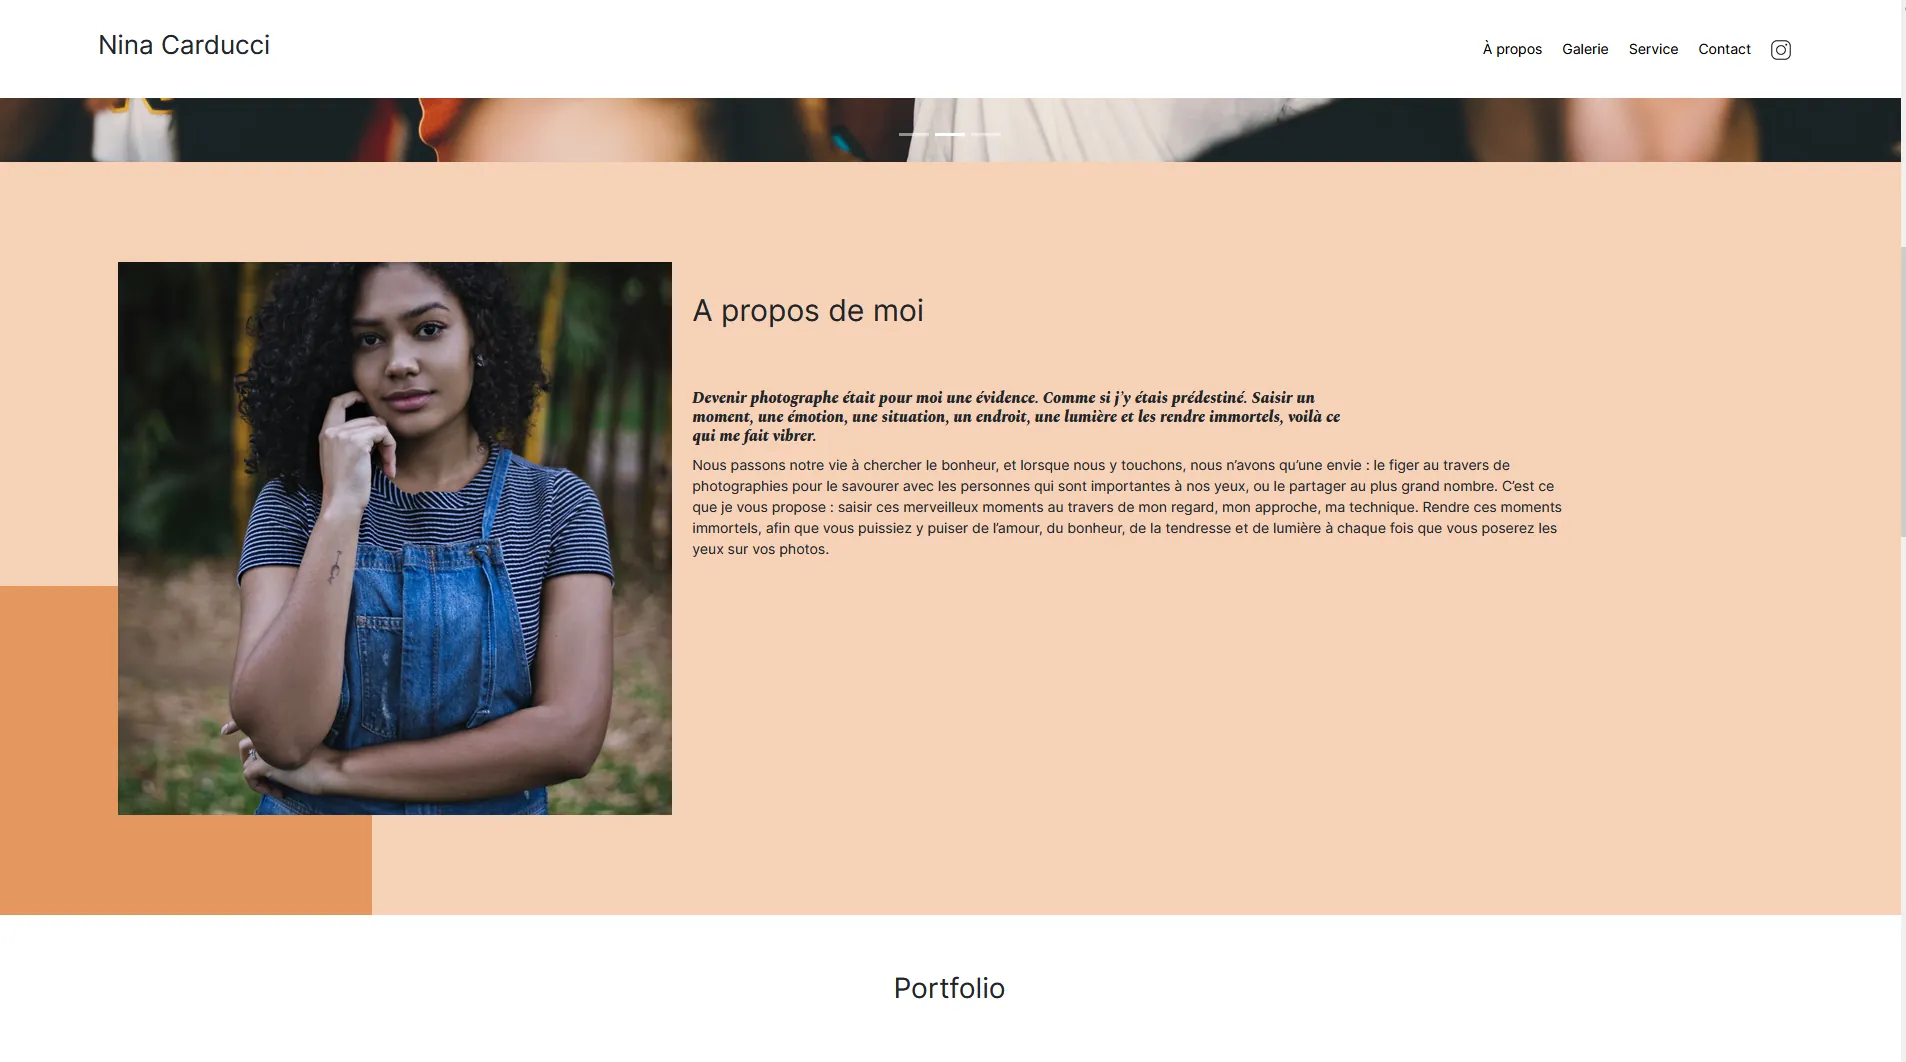 Nina Carducci
À propos Galerie Service Contact
A propos de moi
Devenir photographe était pour moi une évidence. Comme si j’y étais prédestiné. Saisir un
moment, une émotion, une situation, un endroit, une lumière et les rendre immortels, voilà ce
qui me fait vibrer.
Nous passons notre vie à chercher le bonheur, et lorsque nous y touchons, nous n’avons qu’une envie : le figer au travers de
photographies pour le savourer avec les personnes qui sont importantes à nos yeux, ou le partager au plus grand nombre. C’est ce
que je vous propose : saisir ces merveilleux moments au travers de mon regard, mon approche, ma technique. Rendre ces moments
immortels, afin que vous puissiez y puiser de l’amour, du bonheur, de la tendresse et de lumière à chaque fois que vous poserez les
yeux sur vos photos.
Portfolio